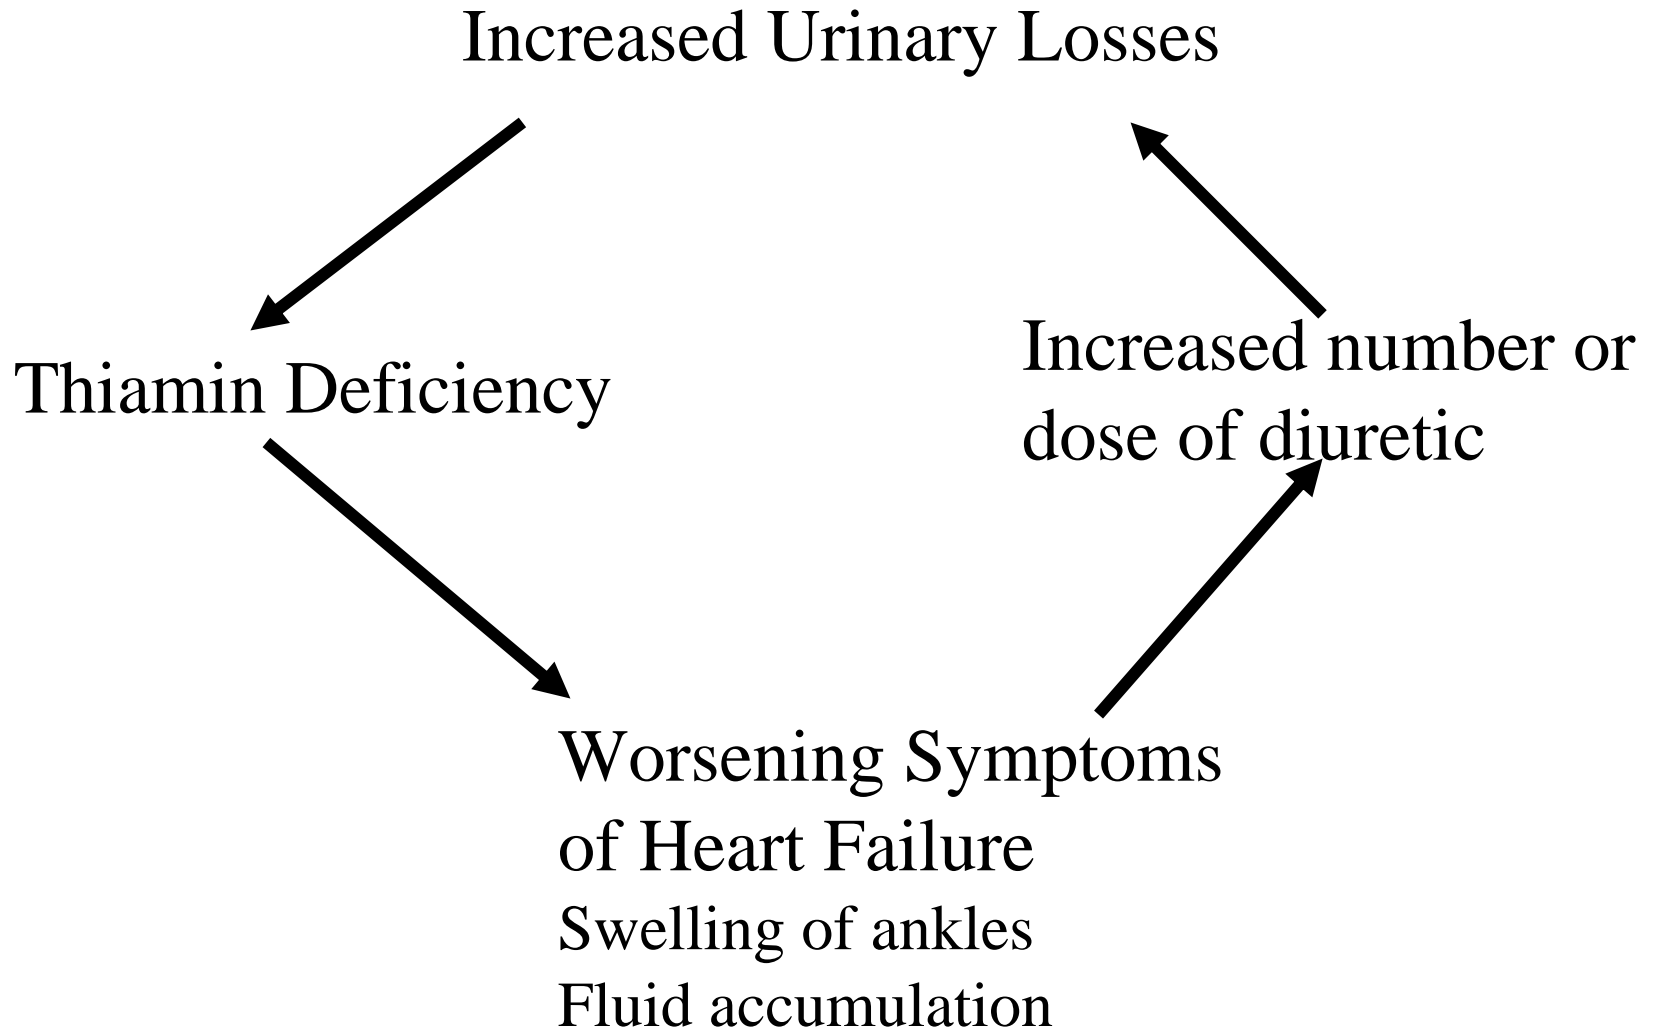 Increased Urinary Losses
Thiamin Deficiency
Increased number or
dose of diuretic
Worsening Symptoms
of Heart Failure
Swelling of ankles
Fluid accumulation